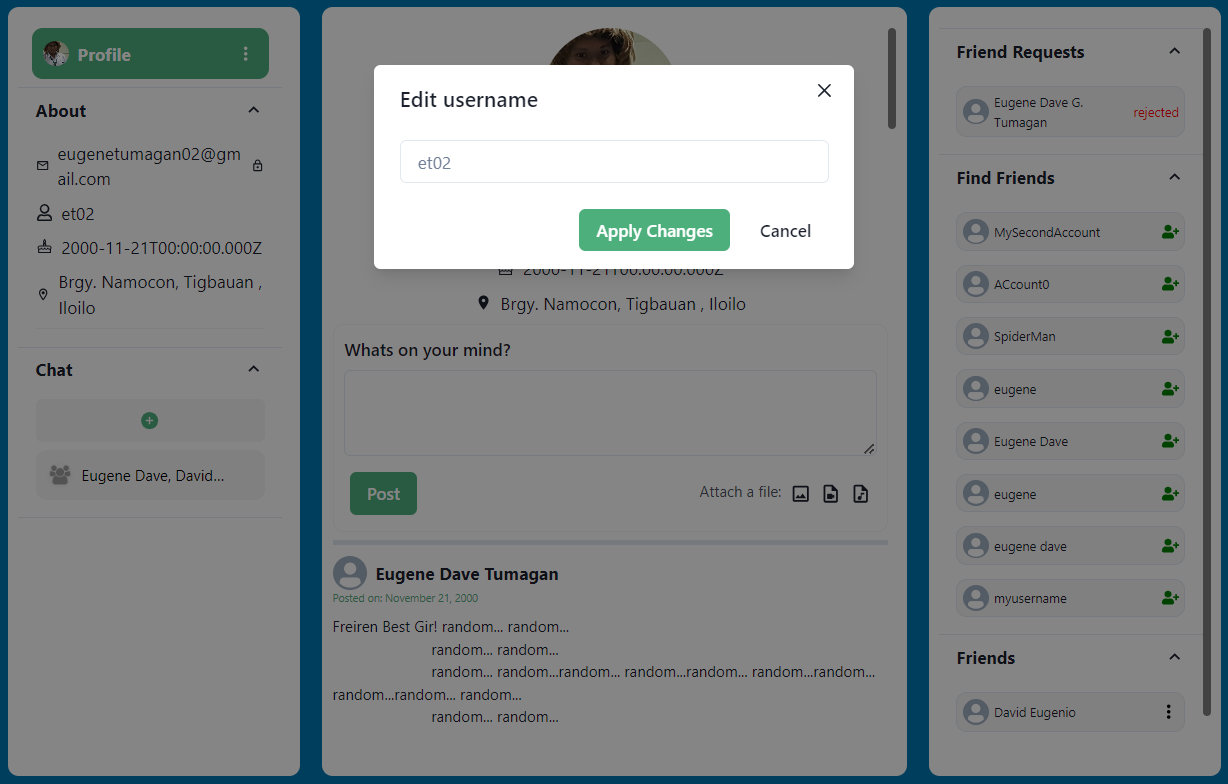 Profile
About
eugenetumagan02@gm
ail.com
et02
2000-11-21T00:00:00.000Z
Brgy. Namocon, Tigbauan ,
Iloilo
Chat
Eugene Dave, David...
Edit username
et02
Apply Changes
Cancel
2000-11-21T00:00:00.000Z
Brgy. Namocon, Tigbauan , Iloilo
Whats on your mind?
Post
Attach a file:
Eugene Dave Tumagan
Posted on: November 21, 2000
Freiren Best Gir! random... random...
random... random...
random... random...random... random...random... random...random...
random...random... random...
random... random...
Friend Requests
Eugene Dave G.
Tumagan
rejected
Find Friends
MySecondAccount
ACcount0
SpiderMan
eugene
Eugene Dave
eugene
eugene dave
myusername
Friends
David Eugenio